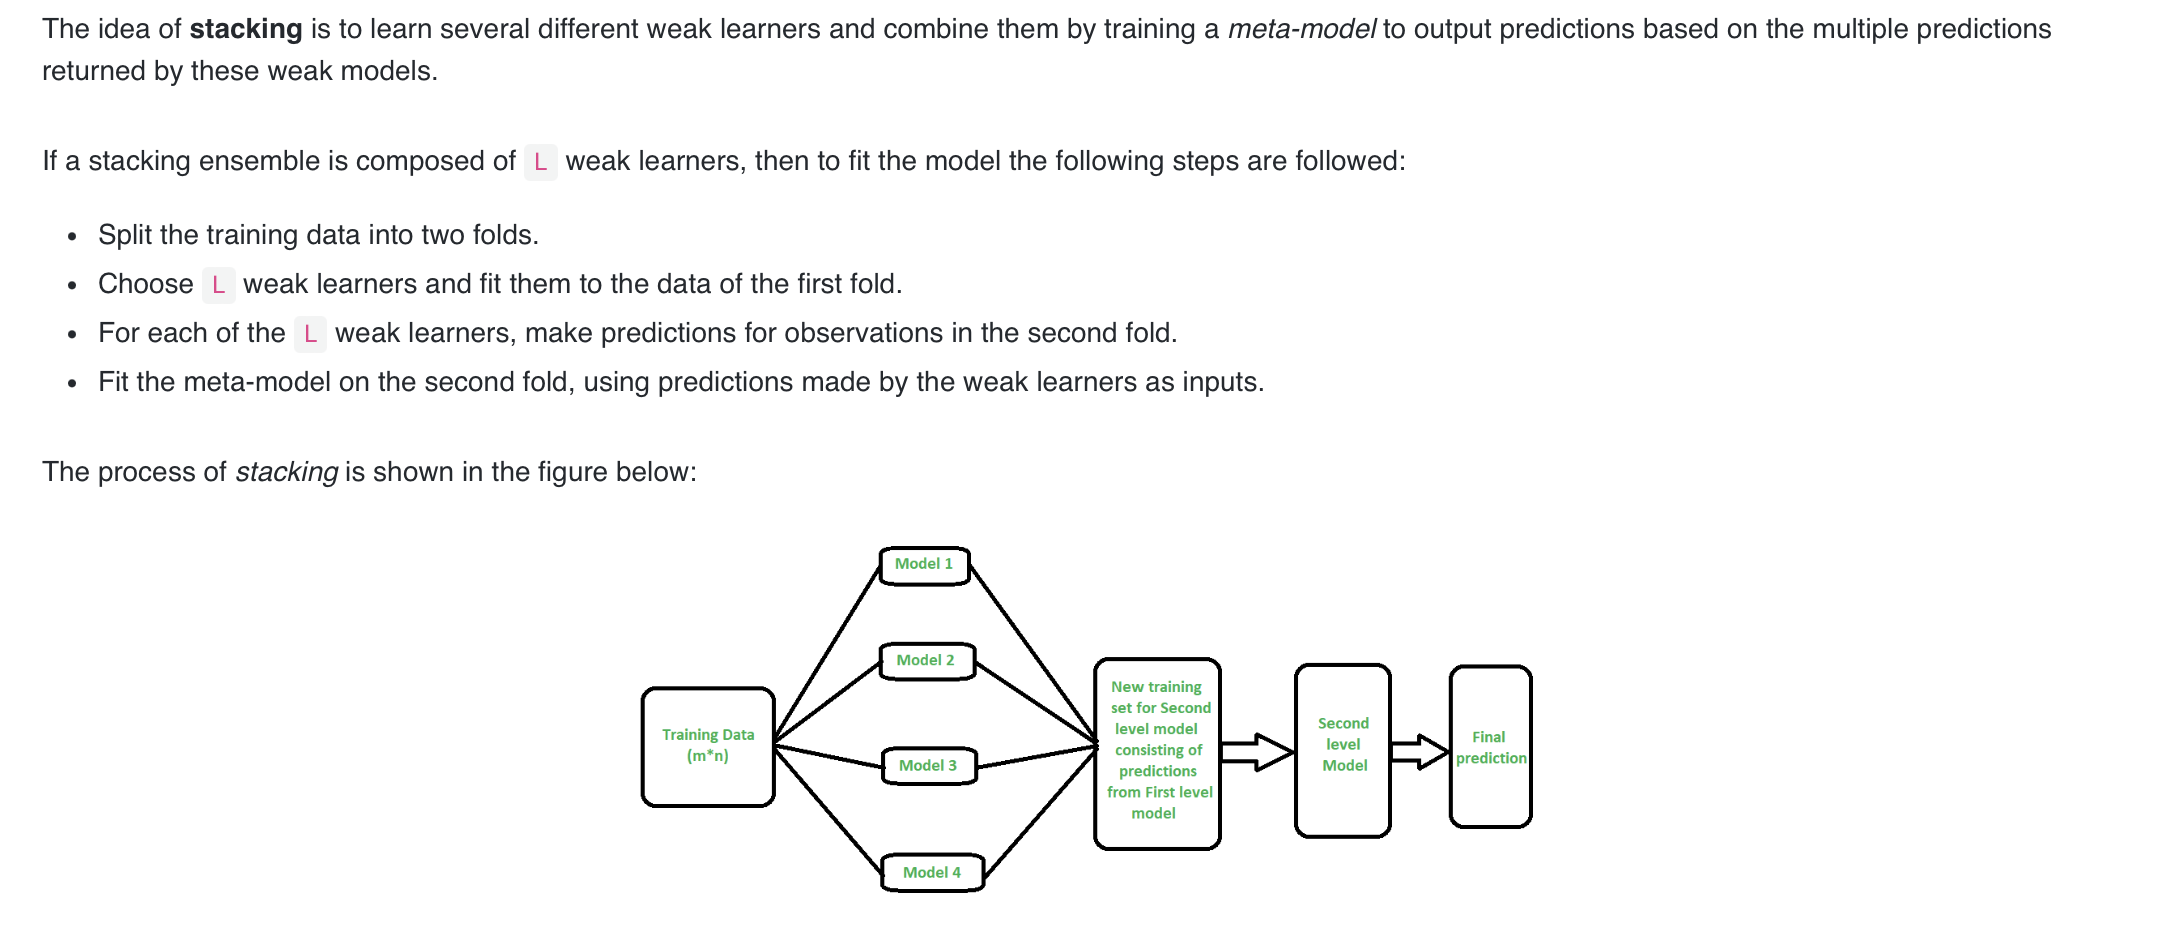 The idea of stacking is to learn several different weak learners and combine them by training a meta-model to output predictions based on the multiple predictions
returned by these weak models.
If a stacking ensemble is composed of L weak learners, then to fit the model the following steps are followed:
• Split the training data into two folds.
• Choose L weak learners and fit them to the data of the first fold.
• For each of the L weak learners, make predictions for observations in the second fold.
• Fit the meta-model on the second fold, using predictions made by the weak learners as inputs.
The process of stacking is shown in the figure below:
Training Data
(m*n)
Model 1
Model 2
Model 3
Model 4
New training
set for Second
level model
consisting of
predictions
from First level
model
Second
level
Model
Final
prediction